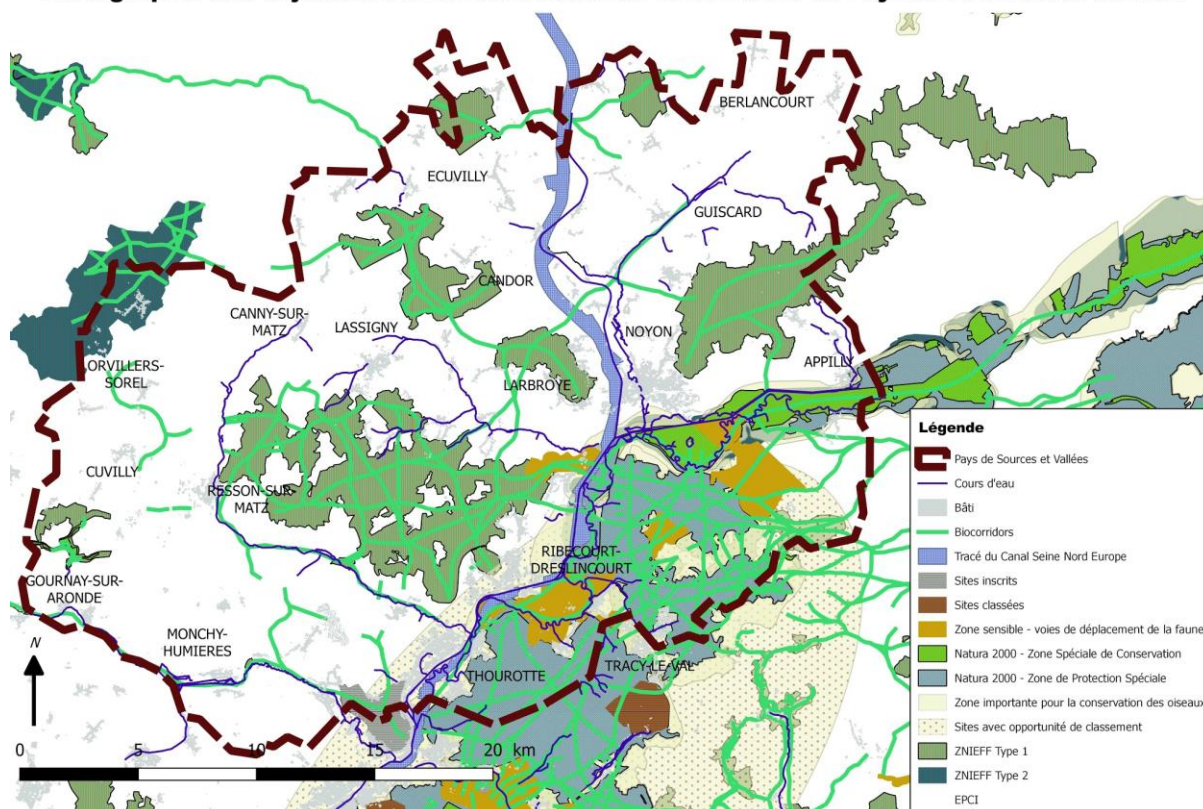 BERLANCOURT
ECUVILLY
GUISCARD
CANDOR
CANNY-SUR-
MATZ
LASSIGNY
NOYON
APPILLY
ORVILLERS-
SOREL
LARBROYE
CUVILLY
RESSON-SUR-
MATZ
RIBECOURT-
DRESLINCOURT
GOURNAY-SUR-
ARONDE
MONCHY-
HUMIERES
THOUROTTE
TRACY-LE-VAL
N
0 5 10 15 20 km
Légende
Pays de Sources et Vallées
Cours d'eau
Bâti
Biocorridors
Tracé du Canal Seine Nord Europe
Sites inscrits
Sites classées
Zone sensible - voies de déplacement de la faune
Natura 2000 - Zone Spéciale de Conservation
Natura 2000 - Zone de Protection Spéciale
Zone importante pour la conservation des oiseaux
Sites avec opportunité de classement
ZNIEFF Type 1
ZNIEFF Type 2
EPCI